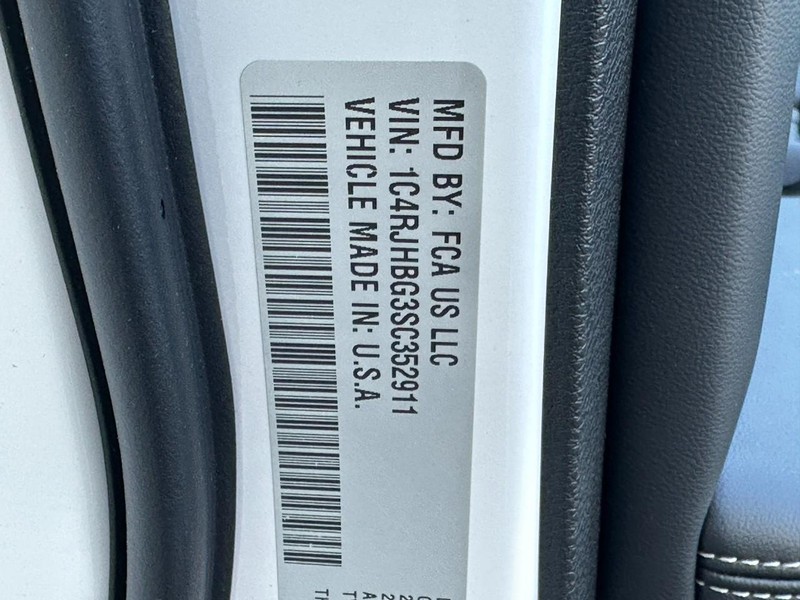 MFD BY: FCA US LLC
VIN: 1C4RJHBG3SC352911
VEHICLE MADE IN: U.S.A.